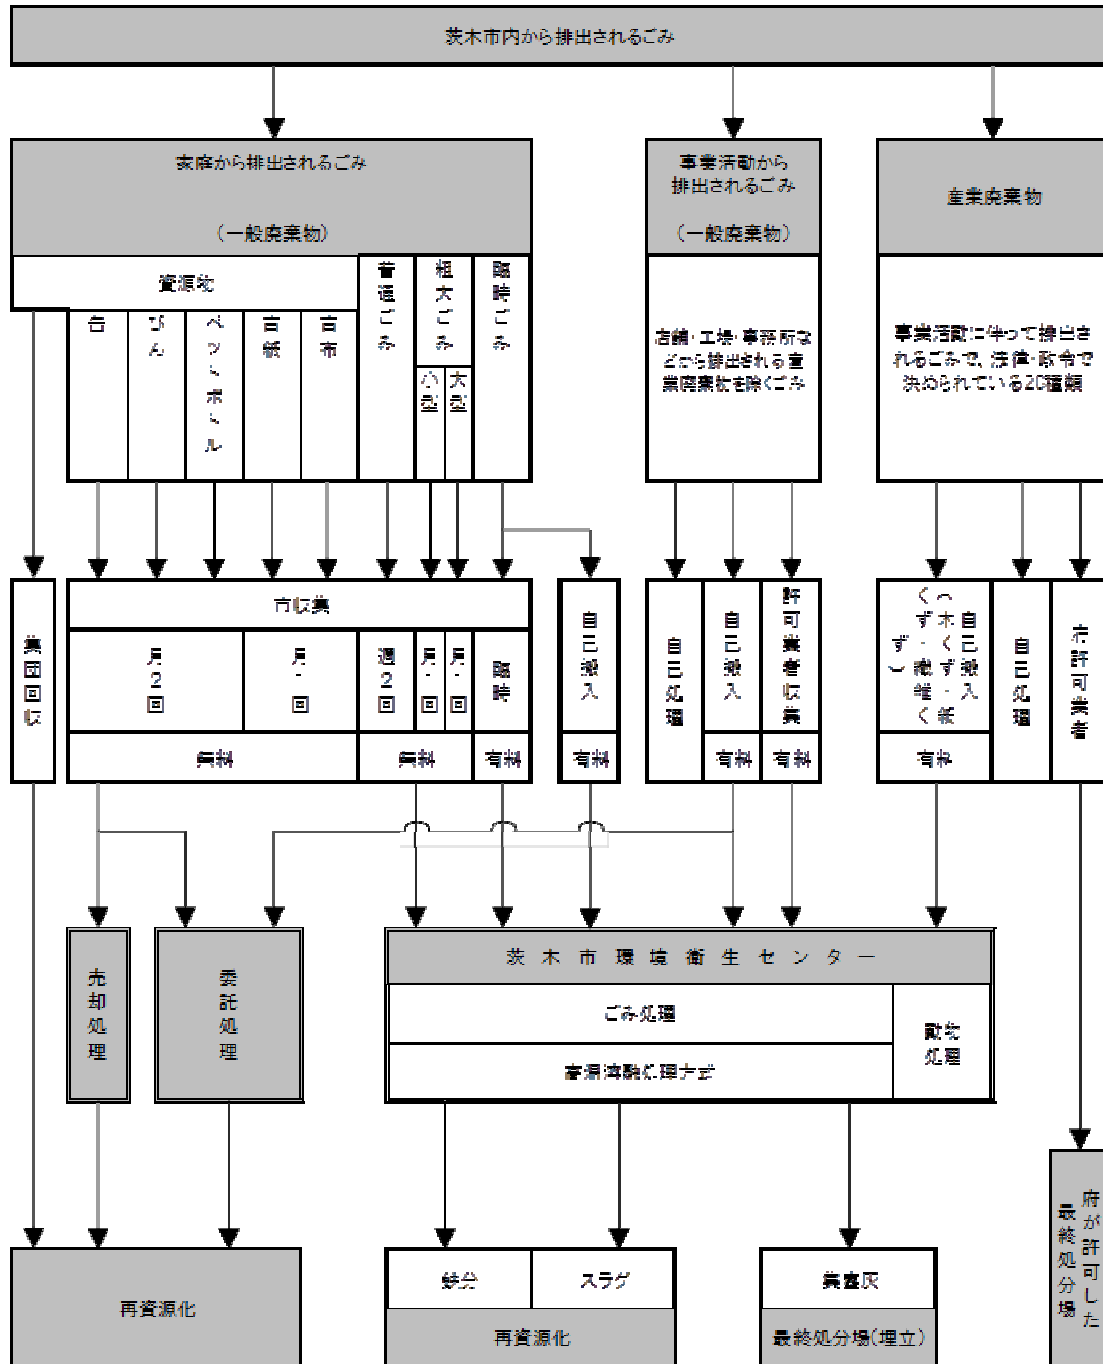 茨木市内から排出されるごみ
家庭から排出されるごみ
(一般廃棄物)
事業活動から
排出されるごみ
(一般廃棄物)
産業廃棄物
資源物
缶
びん
ペットボトル
古紙
古布
普通ごみ
粗大ごみ
小型
大型
臨時ごみ
店舗・工場・事務所な
どから排出される産
業廃棄物を除くごみ
事業活動に伴って排出さ
れるごみで、法律・政令で
決められている20種類
集団回収
市収集
月2回
週2回
臨時
無料
無料
有料
自己搬入
有料
自己処理
自己搬入
有料
許可業者収集
有料
自己搬入
(木くず・紙
くず・繊維く
ず)
有料
自己処理
府許可業者
売却処理
委託処理
茨木市環境衛生センター
ごみ処理
高温溶融処理方式
動物
処理
再資源化
鉄分
スラグ
再資源化
集塵灰
最終処分場(埋立)
府が許可した
最終処分場